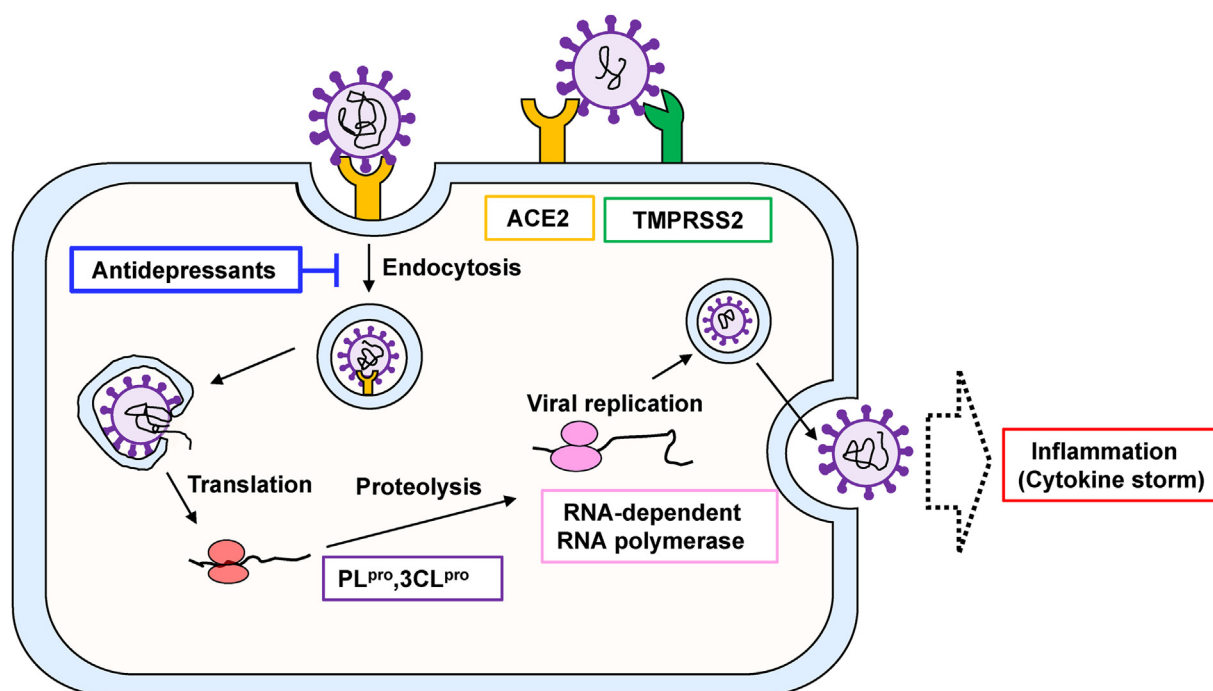 ACE2
TMPRSS2
Antidepressants
Endocytosis
Viral replication
Translation
Proteolysis
RNA-dependent
RNA polymerase
PLᵖʳᵒ,3CLᵖʳᵒ
Inflammation
(Cytokine storm)